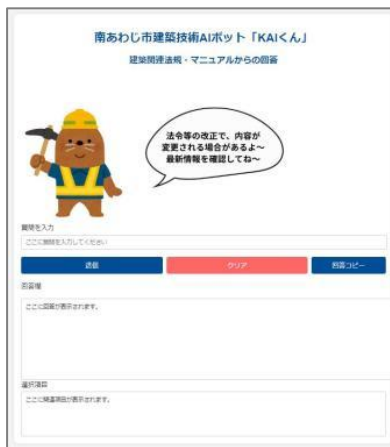 南あわじ市建築技術AIボット「KAIくん」
建築関連法規・マニュアルからの回答
法令等の改正で、内容が
変更される場合があるよ~
最新情報を確認してね~
質問を入力
ここに質問を入力してください
送信
クリア
回答コピー
回答欄
ここに回答が表示されます。
選択項目
ここに関連項目が表示されます。